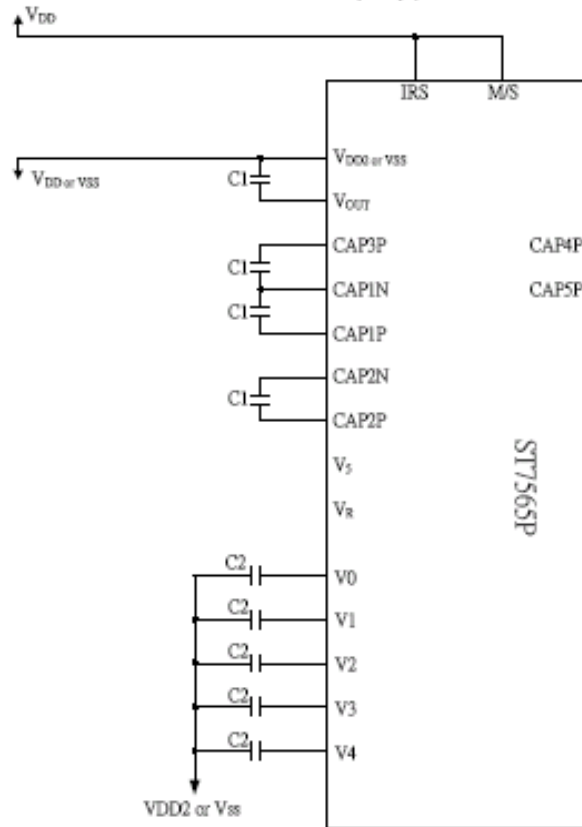 VDD
IRS M/S
VDD or VSS
VDD2 or VSS
C1
VOUT
CAP3P
CAP4P
C1
CAP1N
CAP5P
C1
CAP1P
CAP2N
C1
CAP2P
V5
VR
ST7565P
C2
V0
C2
V1
C2
V2
C2
V3
C2
V4
VDD2 or Vss